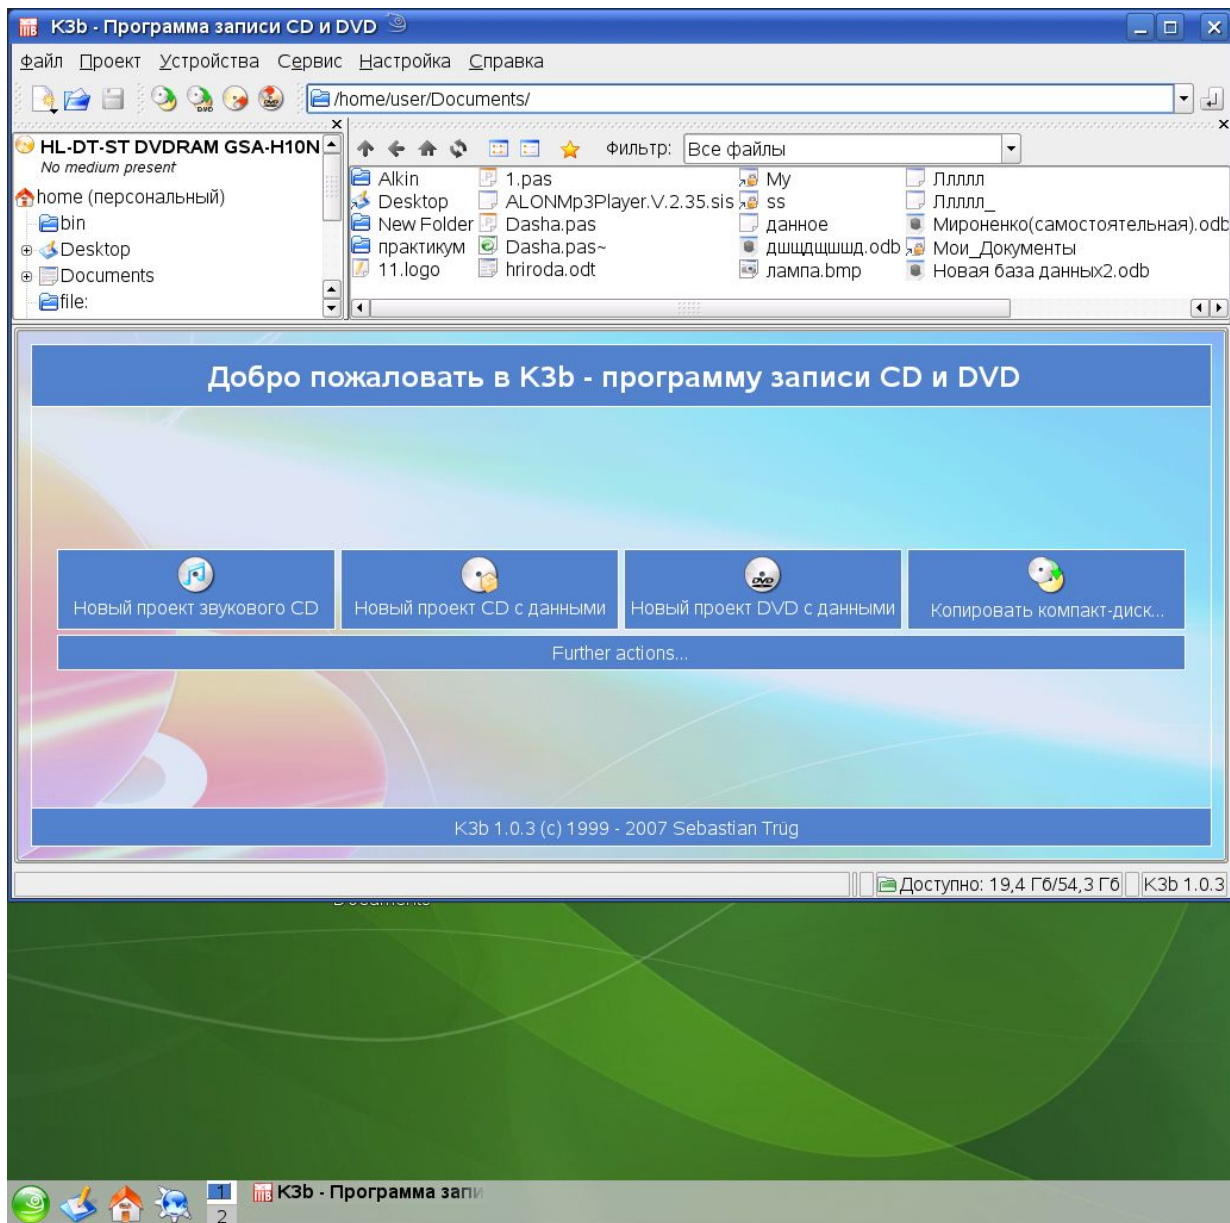 K3b - Программа записи CD и DVD
Файл Проект Устройства Сервис Настройка Справка
/home/user/Documents/
HL-DT-ST DVDRAM GSA-H10N
No medium present
home (персональный)
bin
Desktop
Documents
file:
Фильтр: Все файлы
Alkin
Desktop
New Folder
практикум
11.logo
1.pas
ALONMp3Player.V.2.35.sis
Dasha.pas
Dasha.pas~
hriroda.odt
My
ss
данное
дшщдщшшд.odb
лампа.bmp
Ллллл
Лллл_
Мироненко(самостоятельная).odb
Мои_Документы
Новая база данных2.odb
Добро пожаловать в K3b - программу записи CD и DVD
Новый проект звукового CD
Новый проект CD с данными
Новый проект DVD с данными
Копировать компакт-диск...
Further actions...
K3b 1.0.3 (c) 1999 - 2007 Sebastian Trüg
Доступно: 19,4 Гб/54,3 Гб K3b 1.0.3
Documents
1
2
K3b - Программа запи